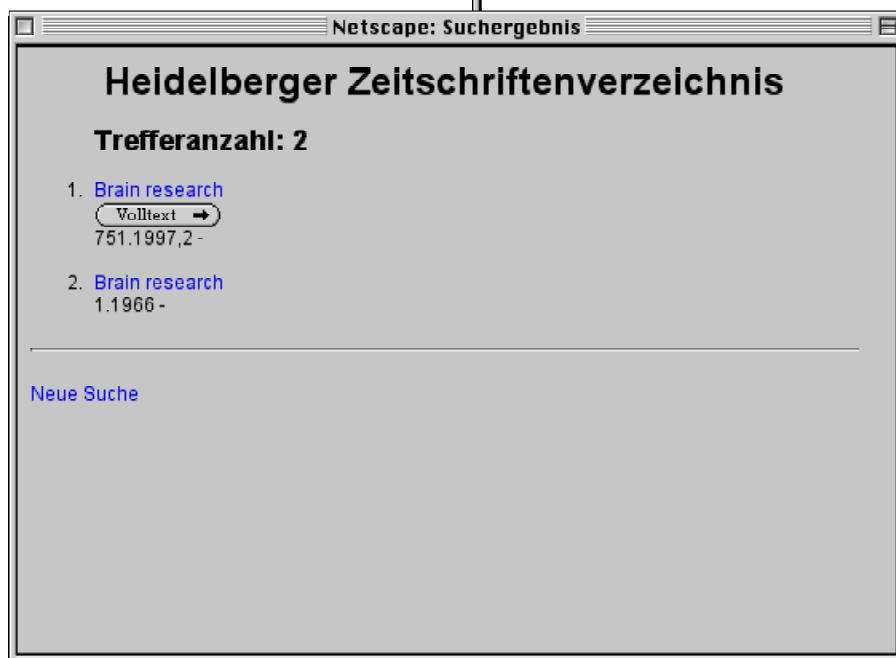 Netscape: Suchergebnis
Heidelberger Zeitschriftenverzeichnis
Trefferanzahl: 2
1. Brain research
Volltext ➔
751.1997,2 -
2. Brain research
1.1966 -
Neue Suche